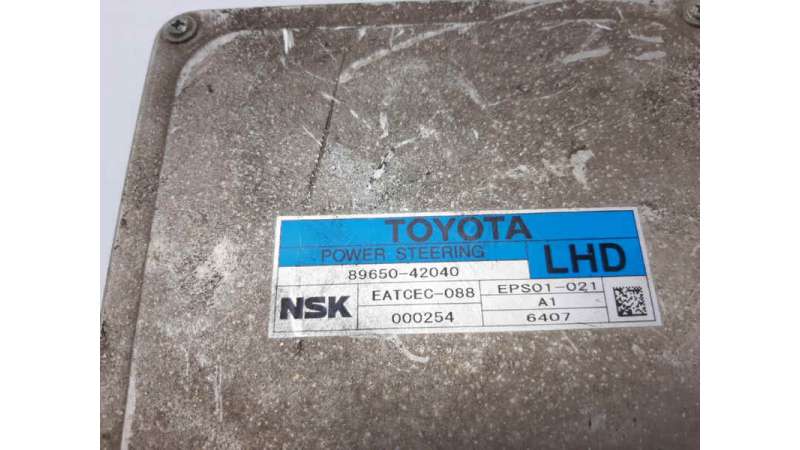 TOYOTA
POWER STEERING
LHD
89650-42040
NSK
EATCEC-088
EPS01-021
A1
000254
6407